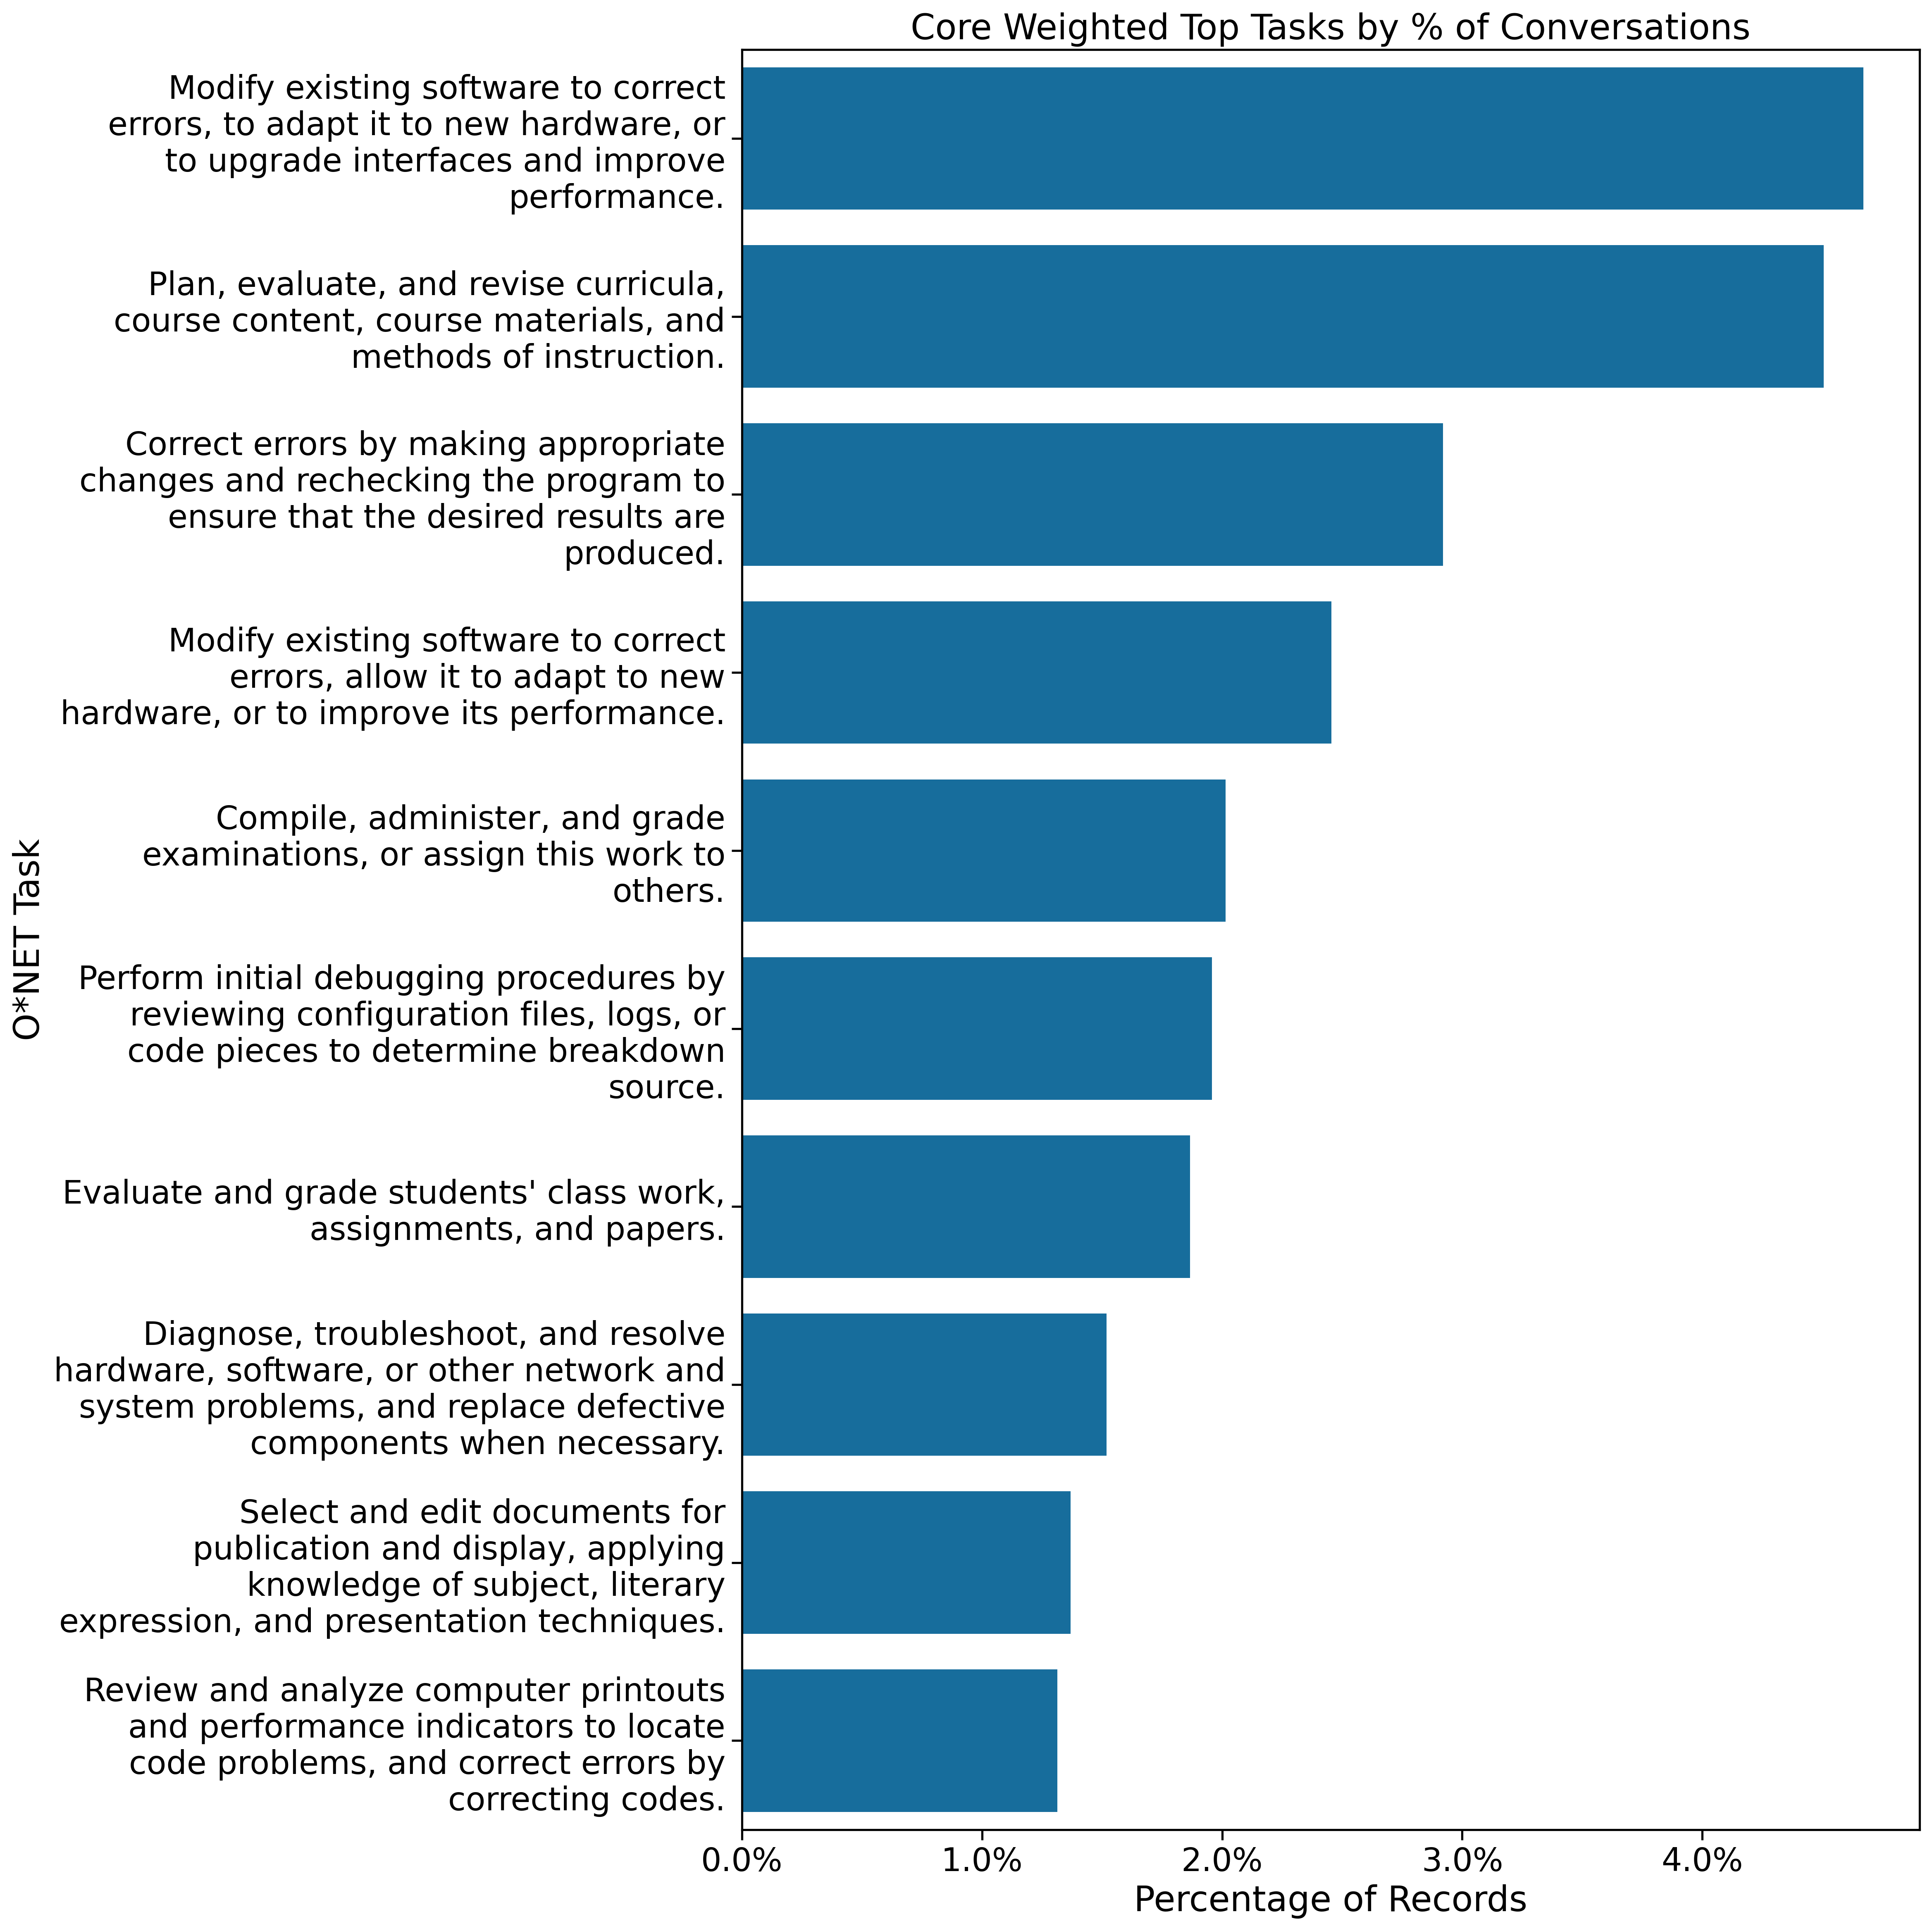 Core Weighted Top Tasks by % of Conversations
Modify existing software to correct
errors, to adapt it to new hardware, or
to upgrade interfaces and improve
performance.
Plan, evaluate, and revise curricula,
course content, course materials, and
methods of instruction.
Correct errors by making appropriate
changes and rechecking the program to
ensure that the desired results are
produced.
Modify existing software to correct
errors, allow it to adapt to new
hardware, or to improve its performance.
Compile, administer, and grade
examinations, or assign this work to
others.
Perform initial debugging procedures by
reviewing configuration files, logs, or
code pieces to determine breakdown
source.
Evaluate and grade students' class work,
assignments, and papers.
Diagnose, troubleshoot, and resolve
hardware, software, or other network and
system problems, and replace defective
components when necessary.
Select and edit documents for
publication and display, applying
knowledge of subject, literary
expression, and presentation techniques.
Review and analyze computer printouts
and performance indicators to locate
code problems, and correct errors by
correcting codes.
O*NET Task
0.0% 1.0% 2.0% 3.0% 4.0%
Percentage of Records